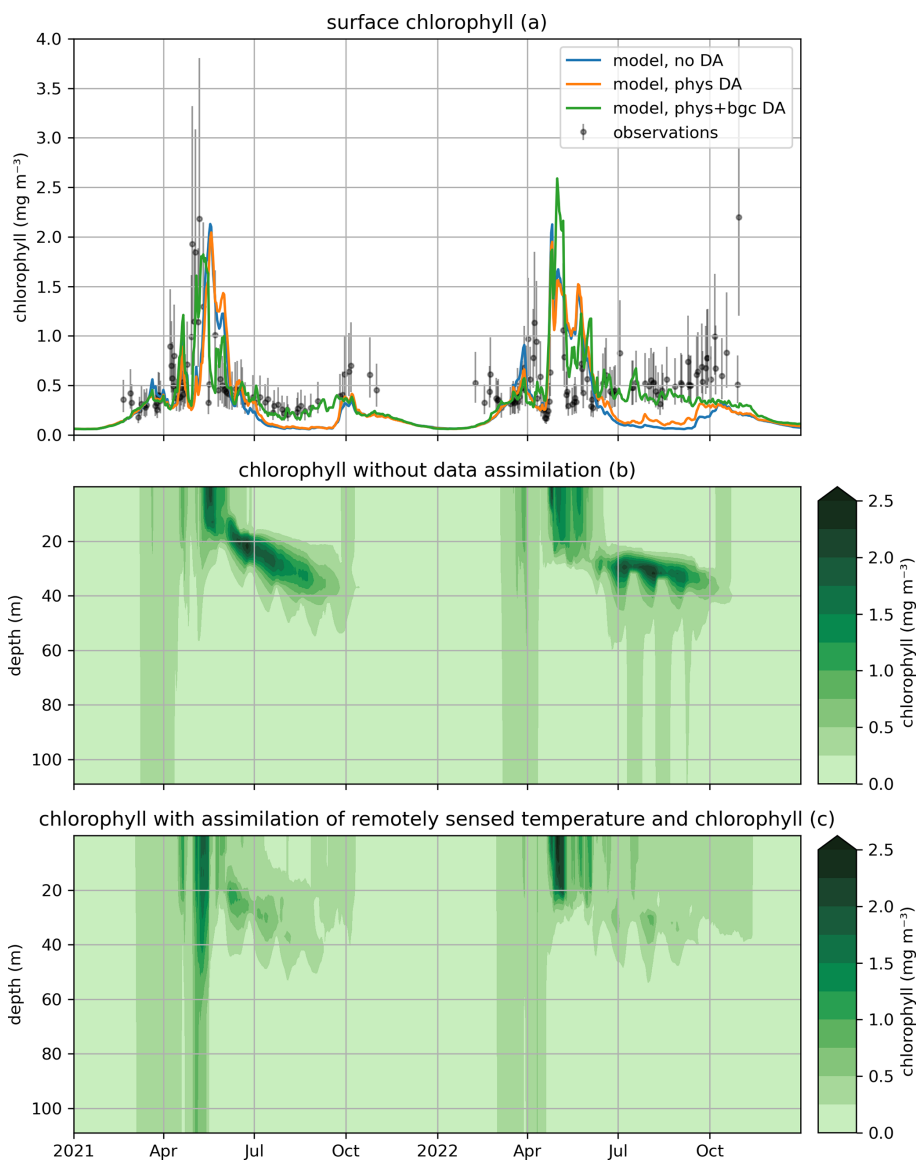 surface chlorophyll (a)
4.0
3.5
3.0
2.5
2.0
1.5
1.0
0.5
0.0
chlorophyll (mg m⁻³)
model, no DA
model, phys DA
model, phys+bgc DA
observations
chlorophyll without data assimilation (b)
20
40
60
80
100
depth (m)
2.5
2.0
1.5
1.0
0.5
0.0
chlorophyll (mg m⁻³)
chlorophyll with assimilation of remotely sensed temperature and chlorophyll (c)
20
40
60
80
100
depth (m)
2.5
2.0
1.5
1.0
0.5
0.0
chlorophyll (mg m⁻³)
2021 Apr Jul Oct 2022 Apr Jul Oct